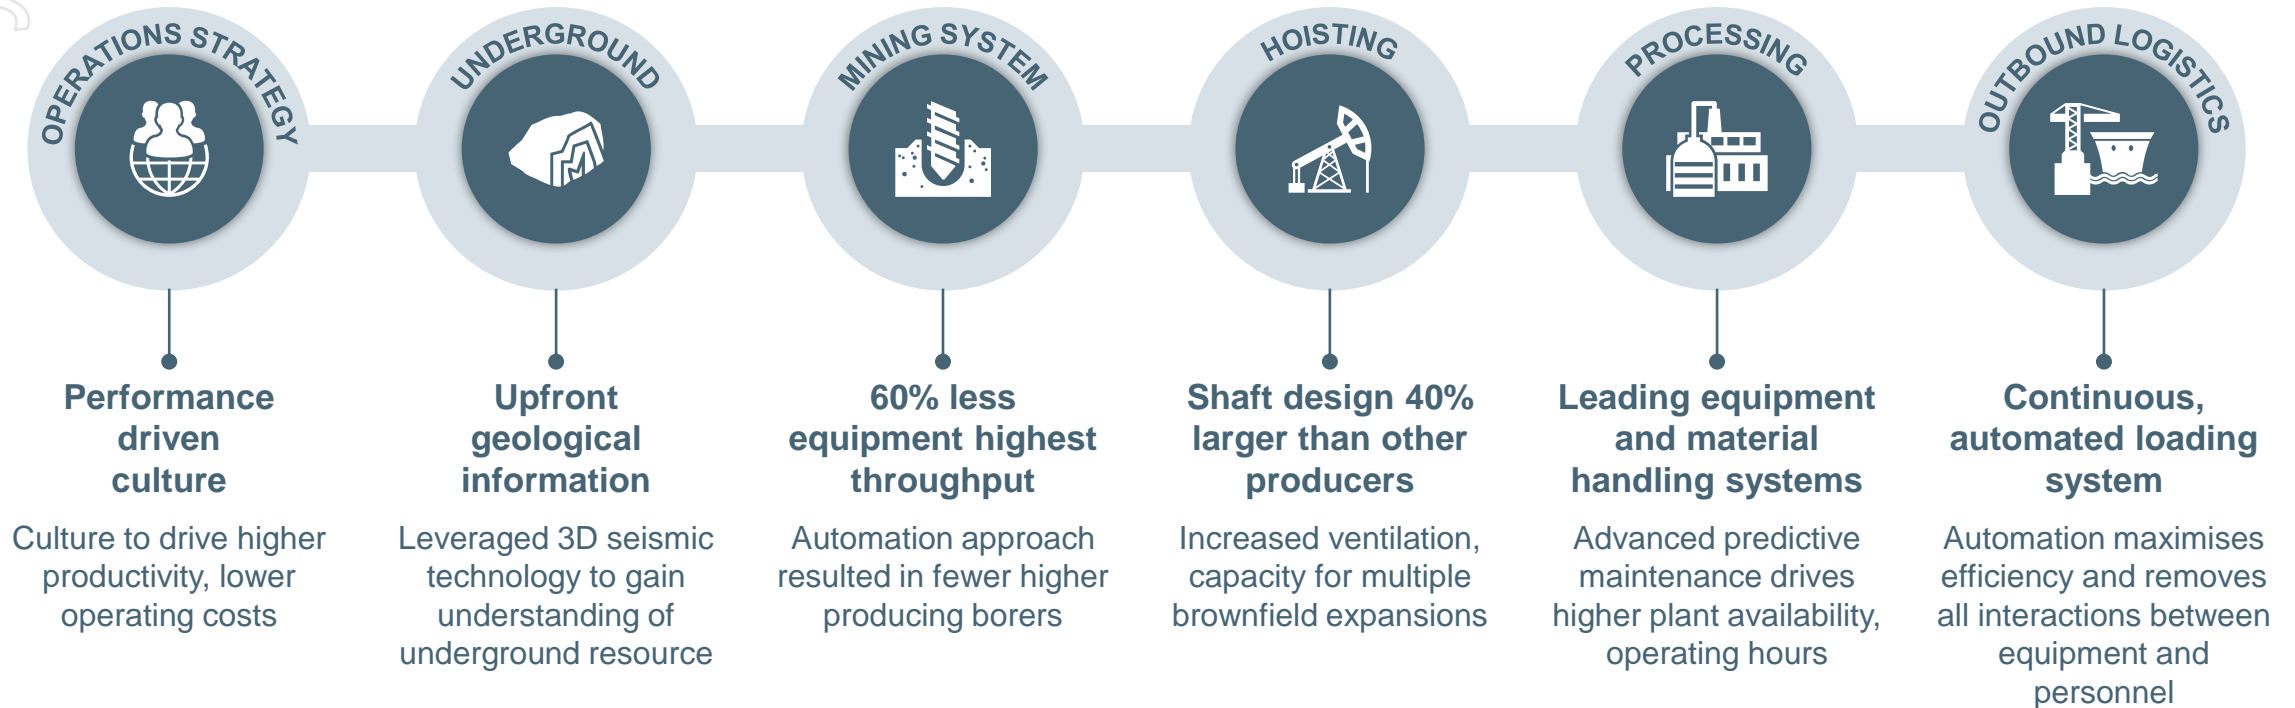 OPERATIONS STRATEGY
UNDERGROUND
MINING SYSTEM
HOISTING
PROCESSING
OUTBOUND LOGISTICS
Performance
driven
culture
Culture to drive higher
productivity, lower
operating costs
Upfront
geological
information
Leveraged 3D seismic
technology to gain
understanding of
underground resource
60% less
equipment highest
throughput
Automation approach
resulted in fewer higher
producing borers
Shaft design 40%
larger than other
producers
Increased ventilation,
capacity for multiple
brownfield expansions
Leading equipment
and material
handling systems
Advanced predictive
maintenance drives
higher plant availability,
operating hours
Continuous,
automated loading
system
Automation maximises
efficiency and removes
all interactions between
equipment and
personnel